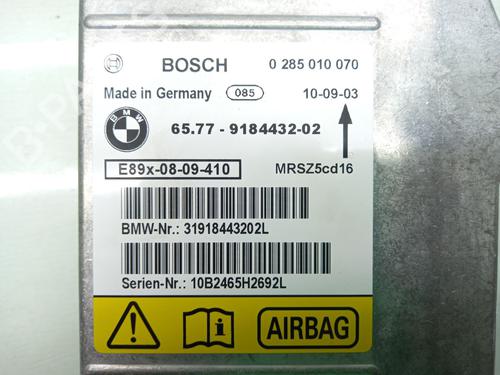 BOSCH 0 285 010 070
Made in Germany 085 10-09-03
BMW 65.77 - 9184432-02
E89x-08-09-410 MRSZ5cd16
BMW-Nr.: 31918443202L
Serien-Nr.: 10B2465H2692L
AIRBAG